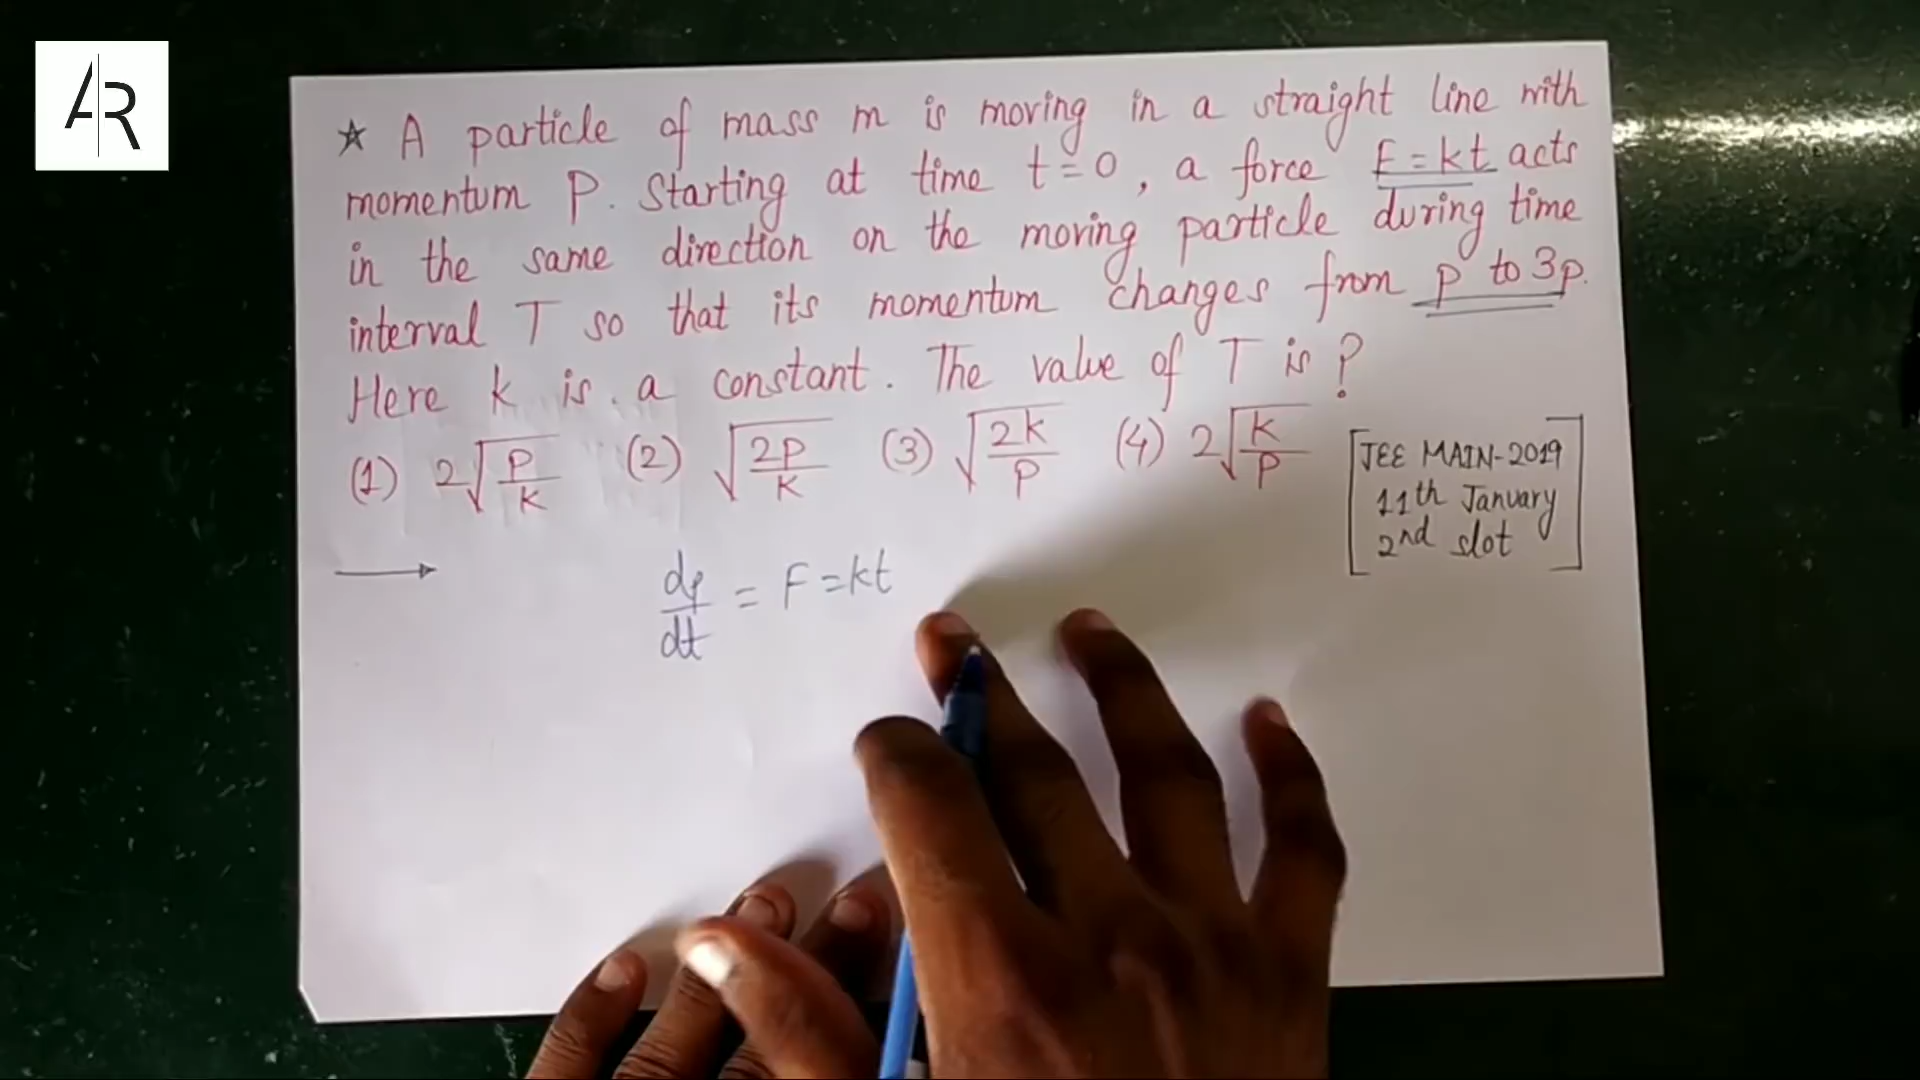 AR
☆ A particle of mass m is moving in a straight line with
momentum P. Starting at time t=0, a force F=kt acts
in the same direction on the moving particle during time
interval T so that its momentum changes from p to 3p.
Here k is a constant. The value of T is?
(1) 2√(P/K) (2) √(2P/K) (3) √(2K/P) (4) 2√(K/P)
[JEE MAIN-2019
11th January
2nd slot]
→ dp/dt = F=kt